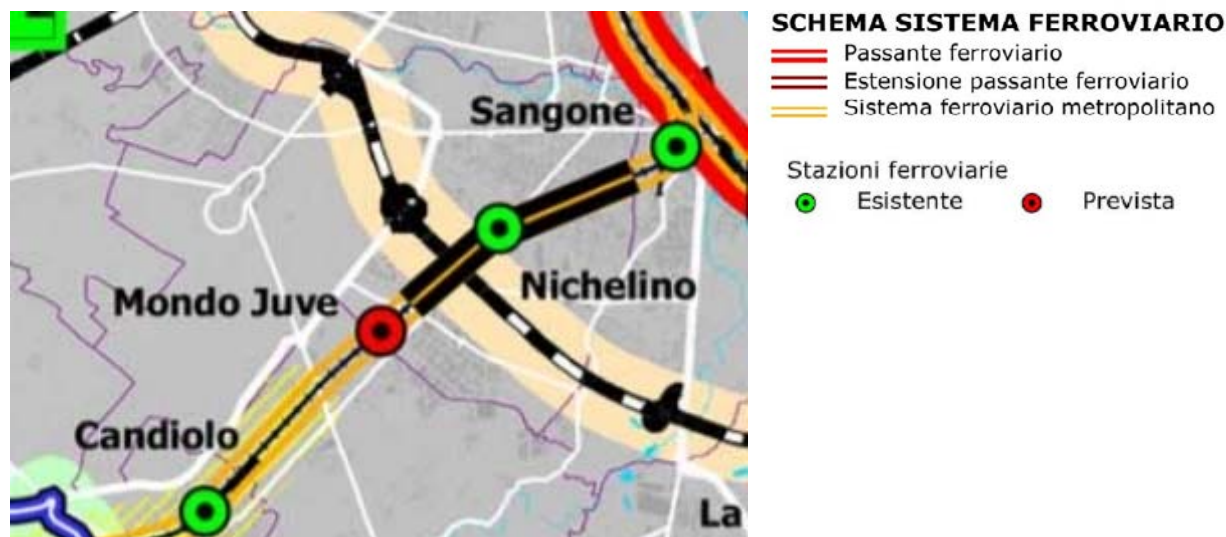 Sangone
Nichelino
Mondo Juve
Candiolo
La
SCHEMA SISTEMA FERROVIARIO
Passante ferroviario
Estensione passante ferroviario
Sistema ferroviario metropolitano
Stazioni ferroviarie
Esistente Prevista